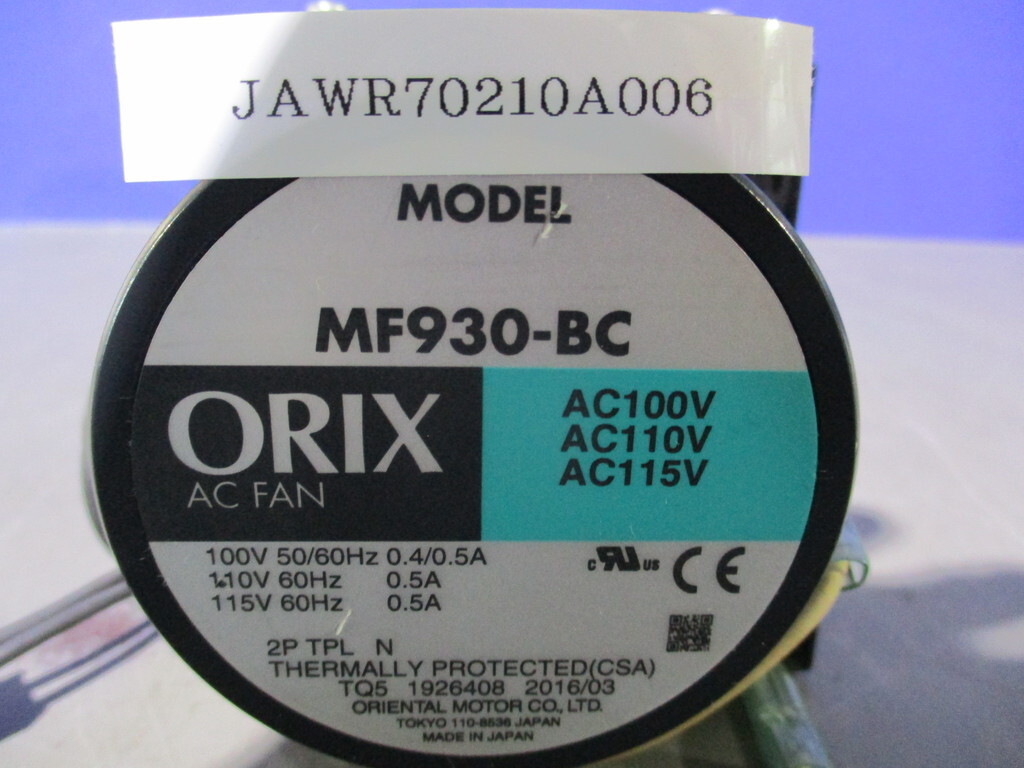 JAWR70210A006
MODEL
MF930-BC
ORIX
AC FAN
AC100V
AC110V
AC115V
100V 50/60Hz 0.4/0.5A
110V 60Hz 0.5A
115V 60Hz 0.5A
c RU US CE
2P TPL N
THERMALLY PROTECTED(CSA)
TQ5 1926408 2016/03
ORIENTAL MOTOR CO., LTD.
TOKYO 110-8536 JAPAN
MADE IN JAPAN